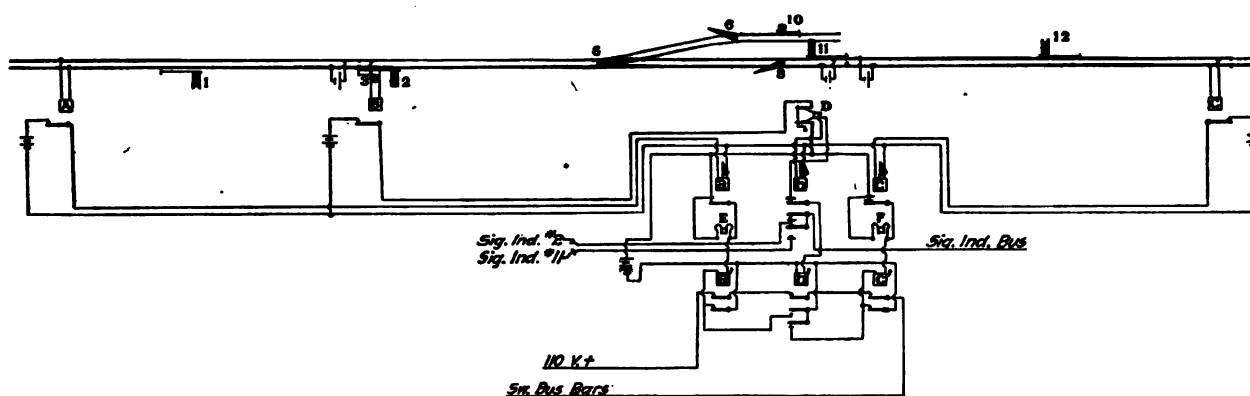 6 10
12
6 11
1 3 2 8
A B C
D
B D C
E F
Sig. Ind. #2
Sig. Ind. #11
Sig. Ind. Bus
110 V.+
Sw. Bus Bars